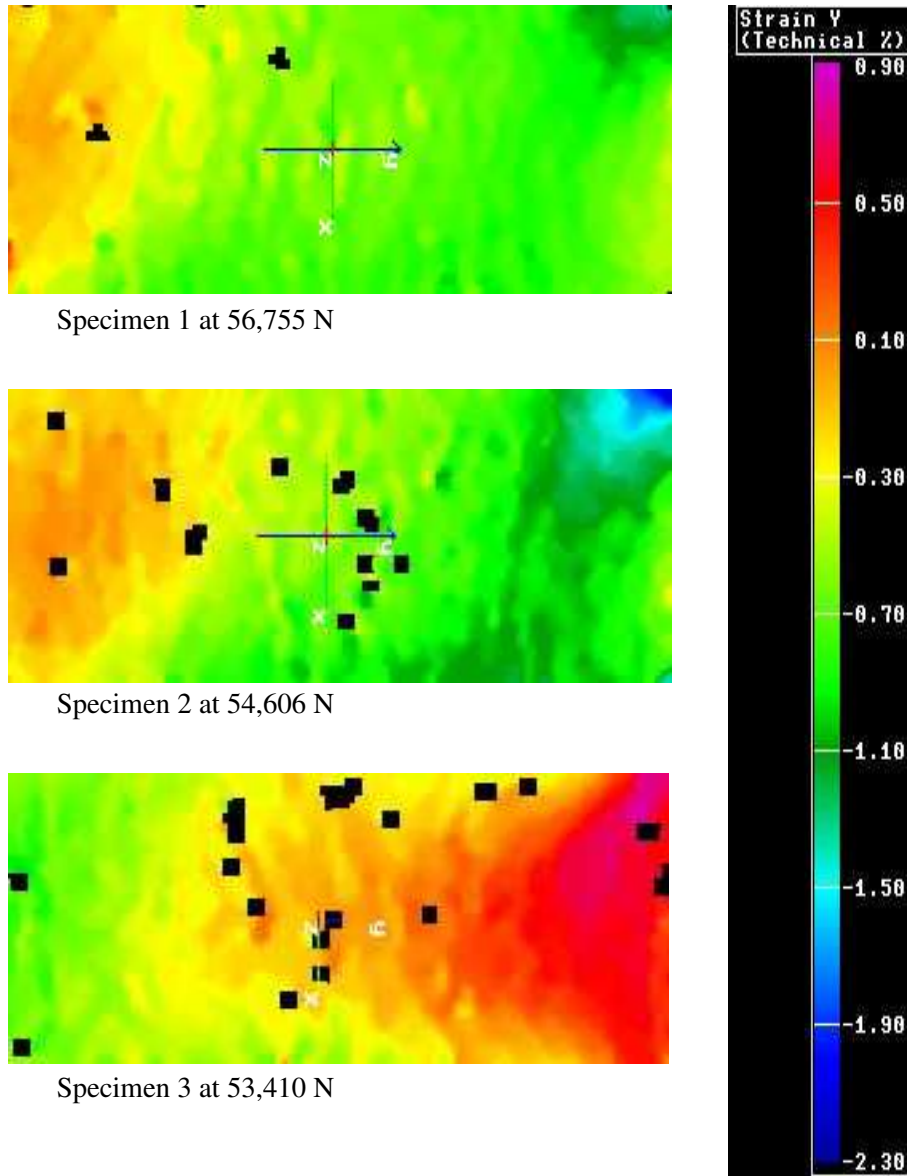 Strain Y
(Technical %)
0.90
0.50
0.10
-0.30
-0.70
-1.10
-1.50
-1.90
-2.30
Z
X
Specimen 1 at 56,755 N
Z
X
Specimen 2 at 54,606 N
Z
X
Specimen 3 at 53,410 N